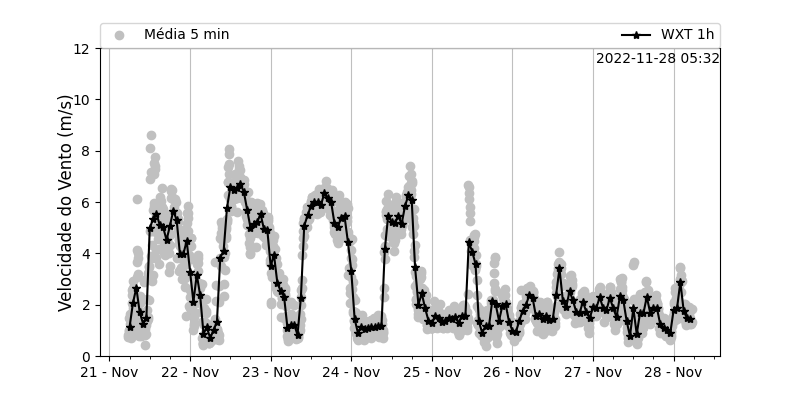 Média 5 min
WXT 1h
2022-11-28 05:32
Velocidade do Vento (m/s)
12
10
8
6
4
2
0
21 - Nov
22 - Nov
23 - Nov
24 - Nov
25 - Nov
26 - Nov
27 - Nov
28 - Nov